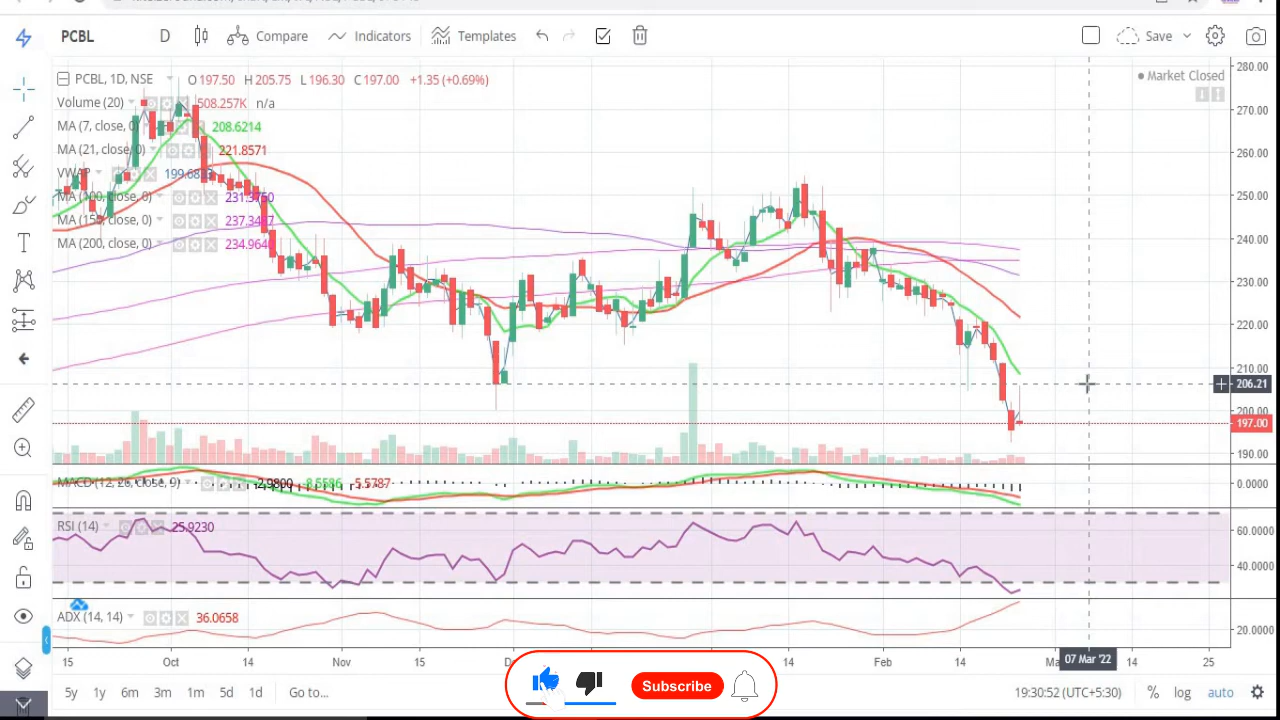 PCBL D Compare Indicators Templates Save
PCBL, 1D, NSE O 197.50 H 205.75 L 196.30 C 197.00 +1.35 (+0.69%)
Market Closed
Volume (20) 508.257K n/a
MA (7, close, 0) 208.6214
MA (21, close, 0) 221.8571
VWAP
MA (100, close, 0)
MA (150, close, 0)
MA (200, close, 0) 234.9640
280.00
270.00
260.00
250.00
240.00
230.00
220.00
210.00
206.21
200.00
197.00
190.00
MACD (12, 26, close, 9) -2.9800 -8.5586 -5.5787
0.0000
RSI (14) 25.9230
60.0000
40.0000
ADX (14, 14) 36.0658
20.0000
15 Oct 14 Nov 15 14 Feb 14 07 Mar '22 14 25
5y 1y 6m 3m 1m 5d 1d Go to... 19:30:52 (UTC+5:30) % log auto
Subscribe